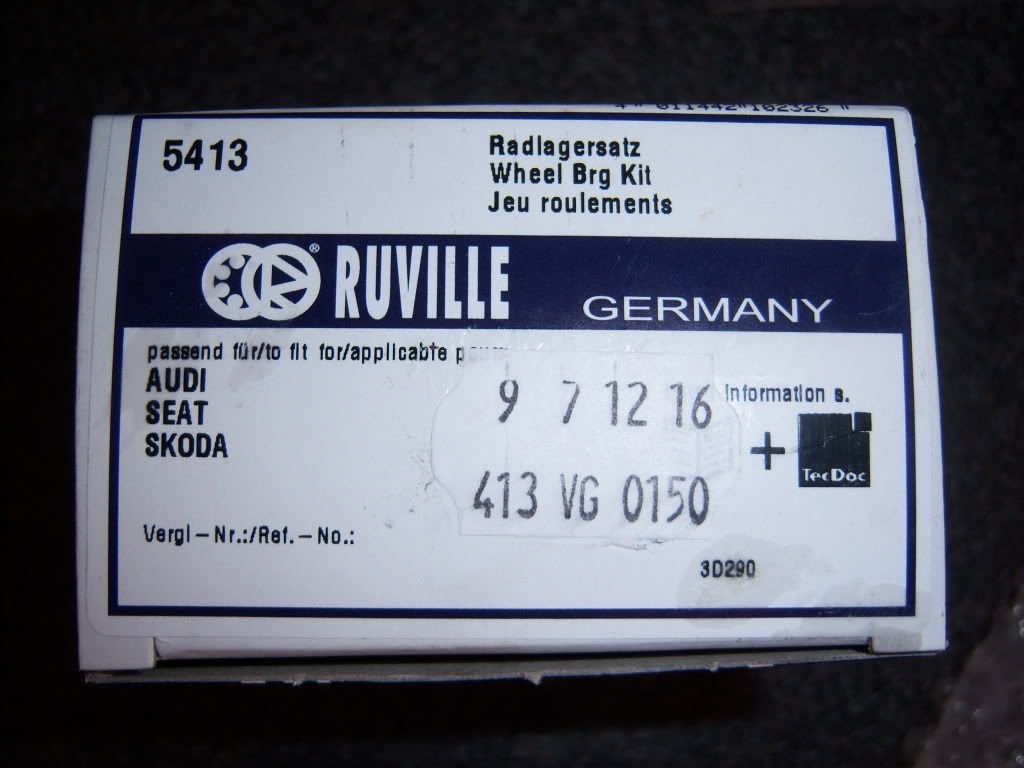 5413
Radlagersatz
Wheel Brg Kit
Jeu roulements
RUVILLE®
GERMANY
passend für/to fit for/applicable
AUDI
SEAT
SKODA
9 7 12 16
413 VG 0150
Information s.
+
TecDoc
Vergl-Nr.:/Ref.-No.:
3D290